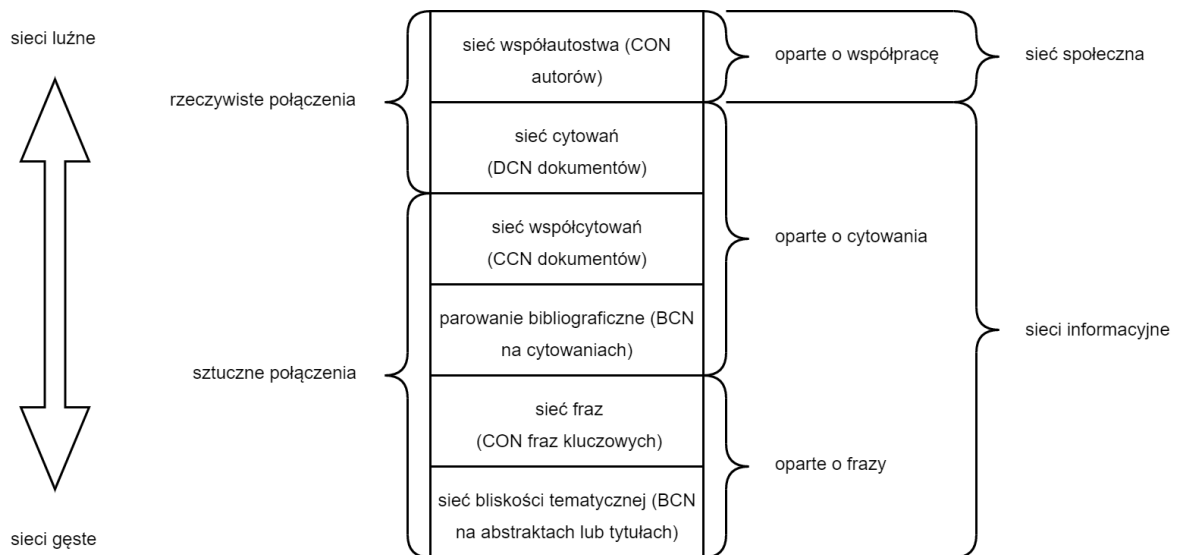 sieci luźne
sieć współautostwa (CON
autorów)
oparte o współpracę
sieć społeczna
rzeczywiste połączenia
sieć cytowań
(DCN dokumentów)
sieć współcytowań
(CCN dokumentów)
oparte o cytowania
parowanie bibliograficzne (BCN
na cytowaniach)
sieci informacyjne
sztuczne połączenia
sieć fraz
(CON fraz kluczowych)
oparte o frazy
sieć bliskości tematycznej (BCN
na abstraktach lub tytułach)
sieci gęste